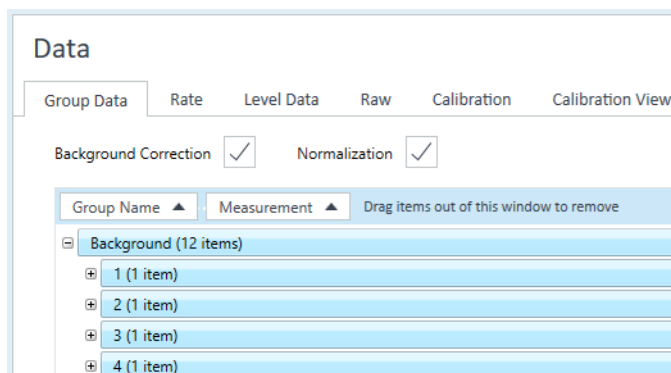 Data
Group Data Rate Level Data Raw Calibration Calibration View
Background Correction Normalization
Group Name Measurement Drag items out of this window to remove
Background (12 items)
1 (1 item)
2 (1 item)
3 (1 item)
4 (1 item)